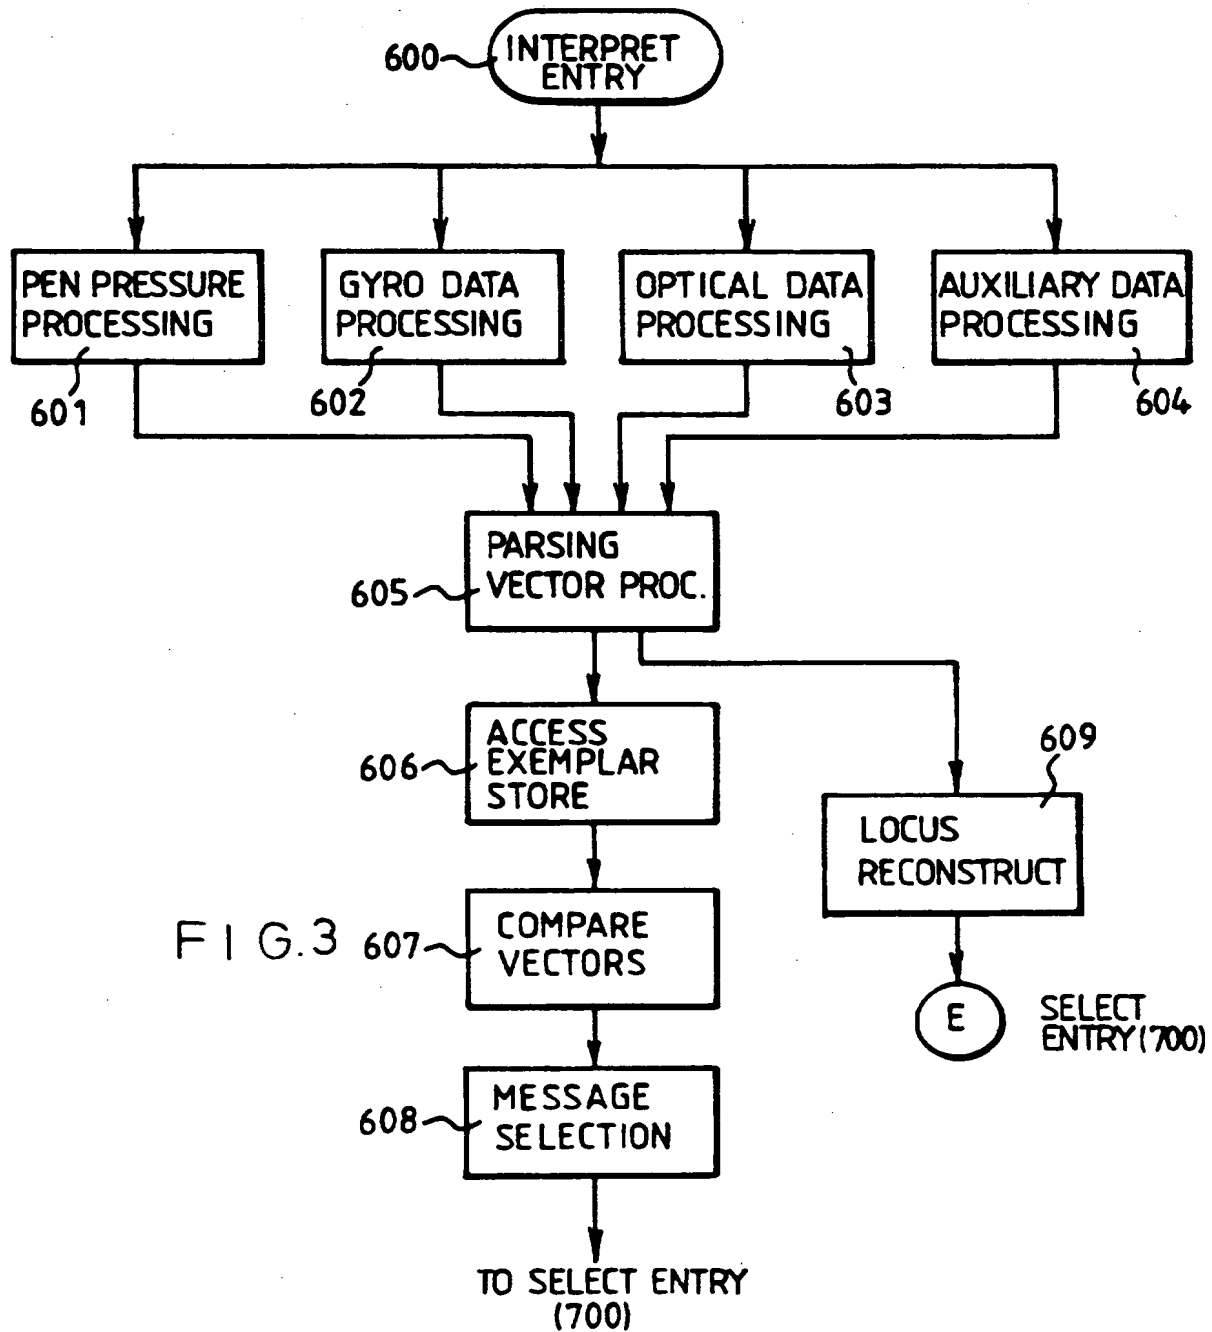 600
INTERPRET
ENTRY
PEN PRESSURE
PROCESSING
601
GYRO DATA
PROCESSING
602
OPTICAL DATA
PROCESSING
603
AUXILIARY DATA
PROCESSING
604
PARSING
VECTOR PROC.
605
ACCESS
EXEMPLAR
STORE
606
609
LOCUS
RECONSTRUCT
FIG.3
607
COMPARE
VECTORS
E
SELECT
ENTRY(700)
608
MESSAGE
SELECTION
TO SELECT ENTRY
(700)